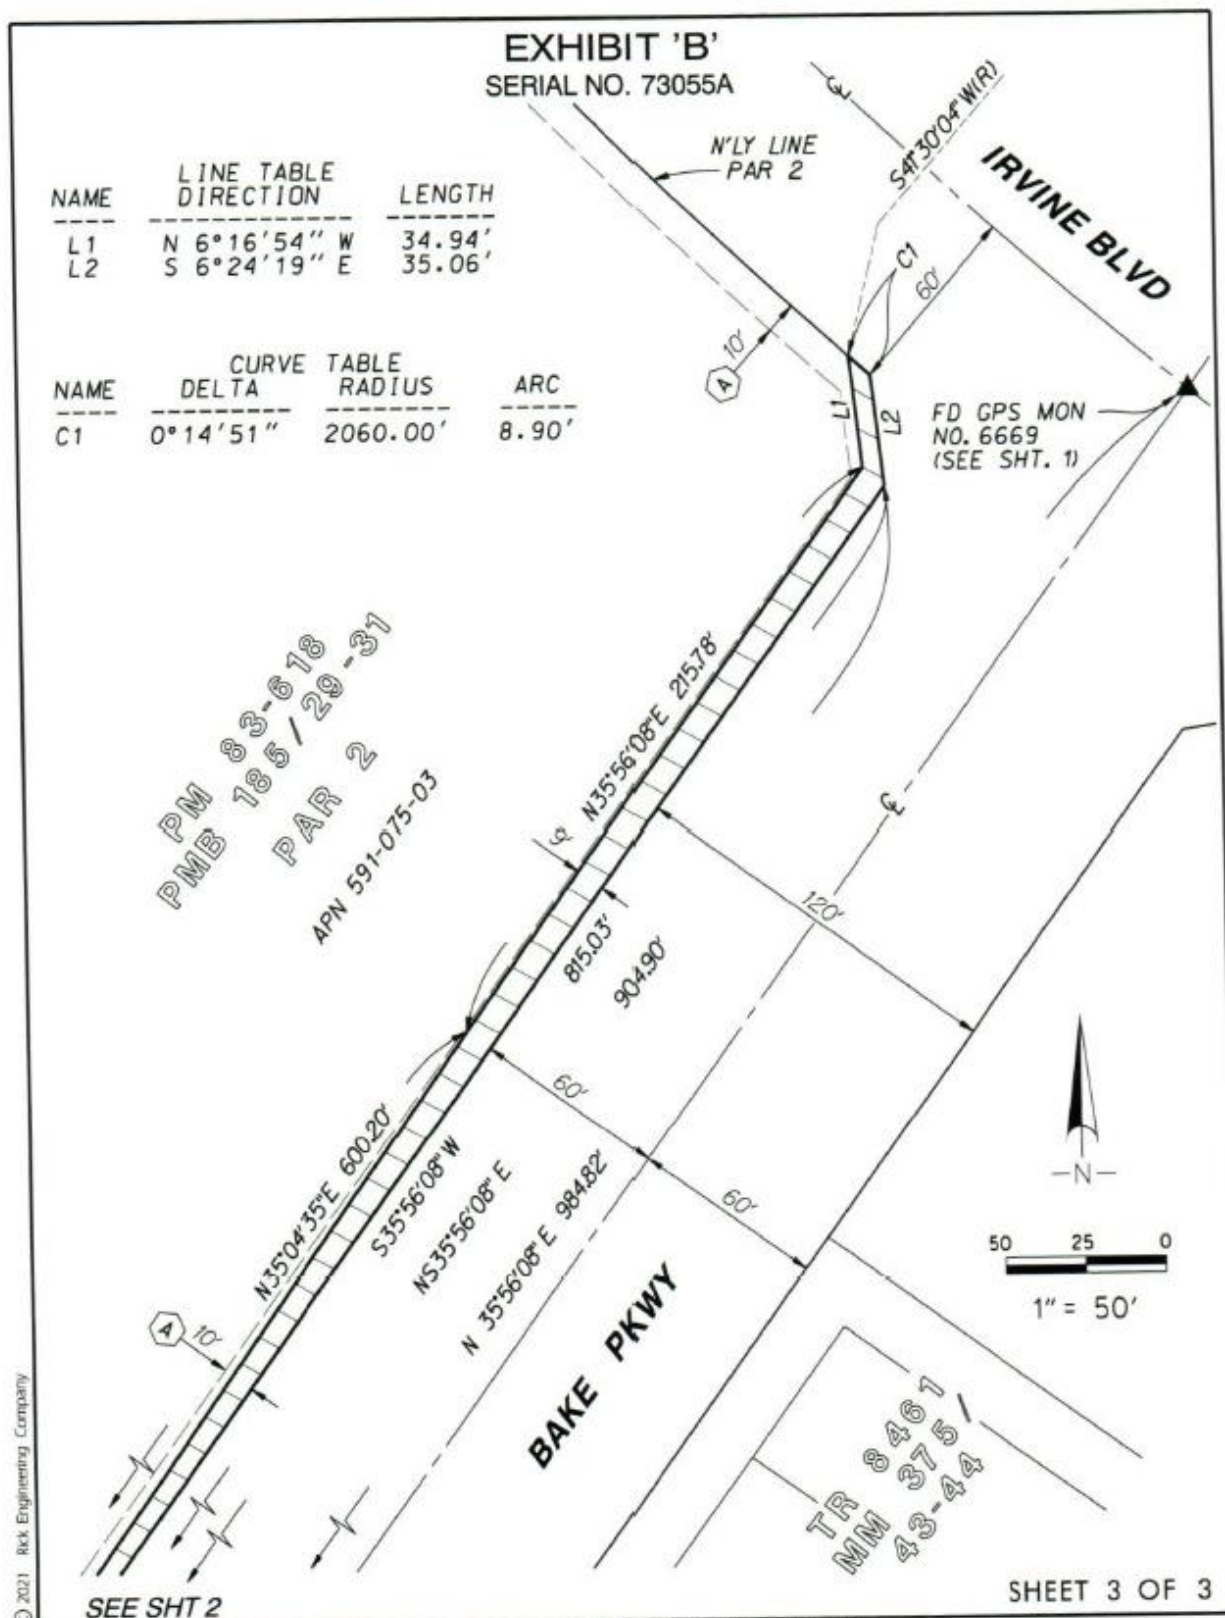 EXHIBIT 'B'
SERIAL NO. 73055A
LINE TABLE
NAME DIRECTION LENGTH
L1 N 6°16'54" W 34.94'
L2 S 6°24'19" E 35.06'
CURVE TABLE
NAME DELTA RADIUS ARC
C1 0°14'51" 2060.00' 8.90'
N'LY LINE
PAR 2
S41°30'04"W(R)
IRVINE BLVD
C1
60'
10'
A
L1
L2
FD GPS MON
NO. 6669
(SEE SHT. 1)
PM 83-618
PMB 185/29-31
PAR 2
APN 591-075-03
N35°56'08"E 215.78'
9'
815.03'
904.90'
120'
60'
60'
N35°04'35"E 600.20'
S35°56'08" W
NS35°56'08" E
N 35°56'08" E 984.82'
A
10'
BAKE PKWY
N
50 25 0
1" = 50'
TR 8461
MM 375/
43-44
© 2021 Rick Engineering Company
SEE SHT 2
SHEET 3 OF 3